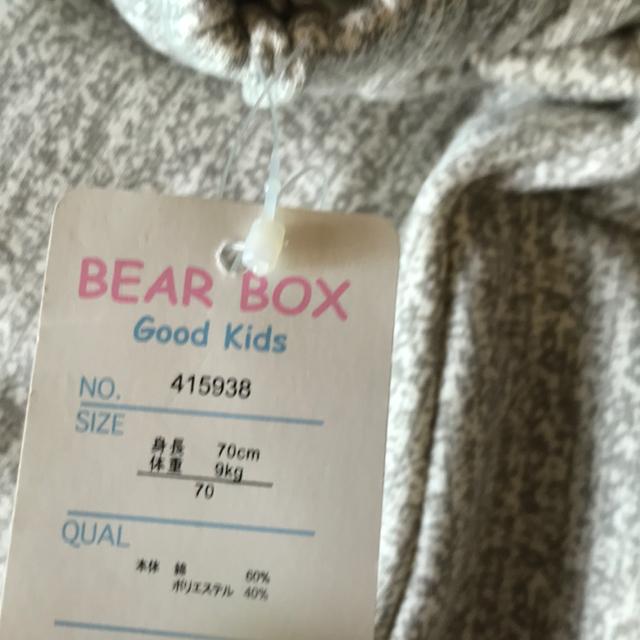 BEAR BOX
Good Kids
NO. 415938
SIZE
身長 70cm
体重 9kg
70
QUAL
本体 綿 60%
ポリエステル 40%